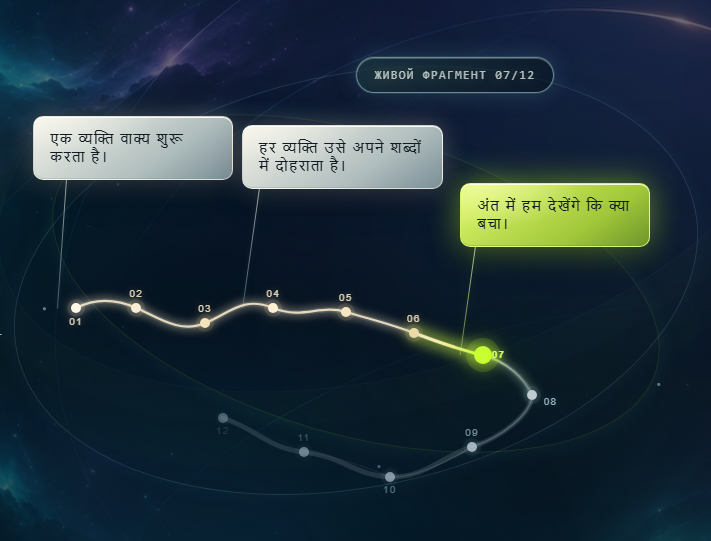 ЖИВОЙ ФРАГМЕНТ 07/12
एक व्यक्ति वाक्य शुरू
करता है।
हर व्यक्ति उसे अपने शब्दों
में दोहराता है।
अंत में हम देखेंगे कि क्या
बचा।
01
02
03
04
05
06
07
08
09
10
11
12